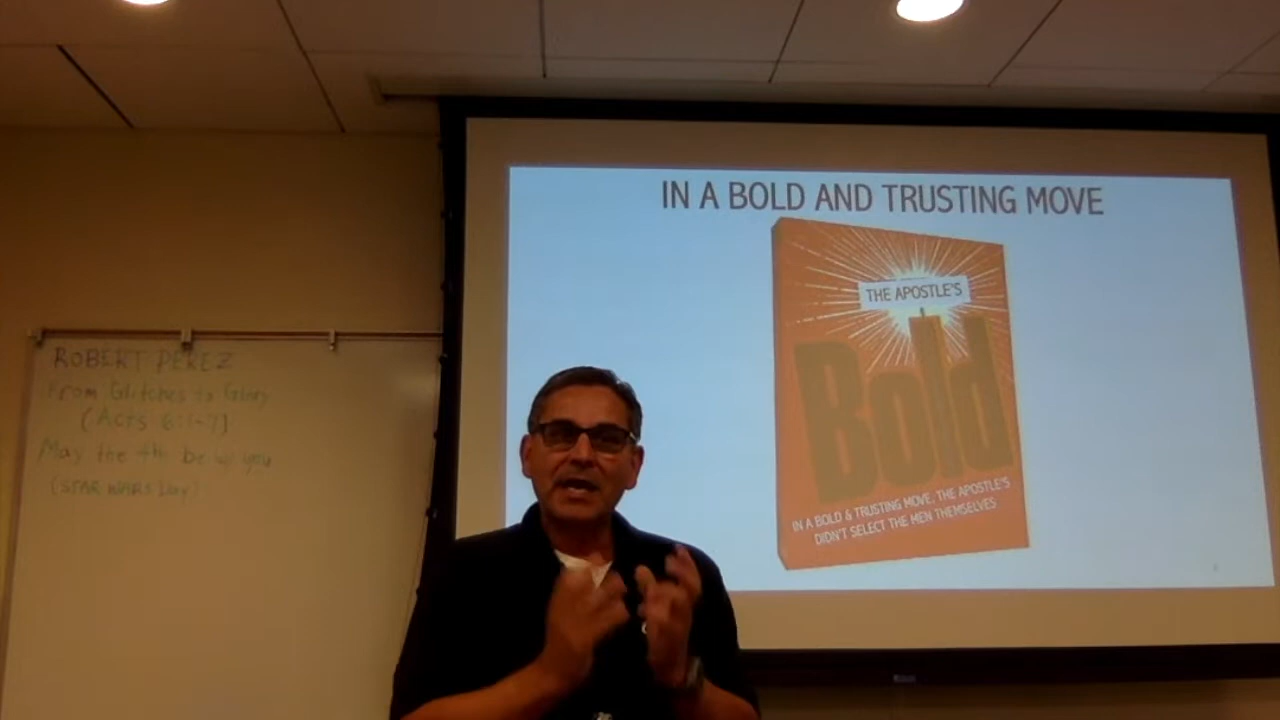 ROBERT PEREZ
From Glitches to Glory
(Acts 6:1-7]
May the 4th be w you
(STAR WARS Day)
IN A BOLD AND TRUSTING MOVE
THE APOSTLE'S
Bold
IN A BOLD & TRUSTING MOVE, THE APOSTLE'S
DIDN'T SELECT THE MEN THEMSELVES